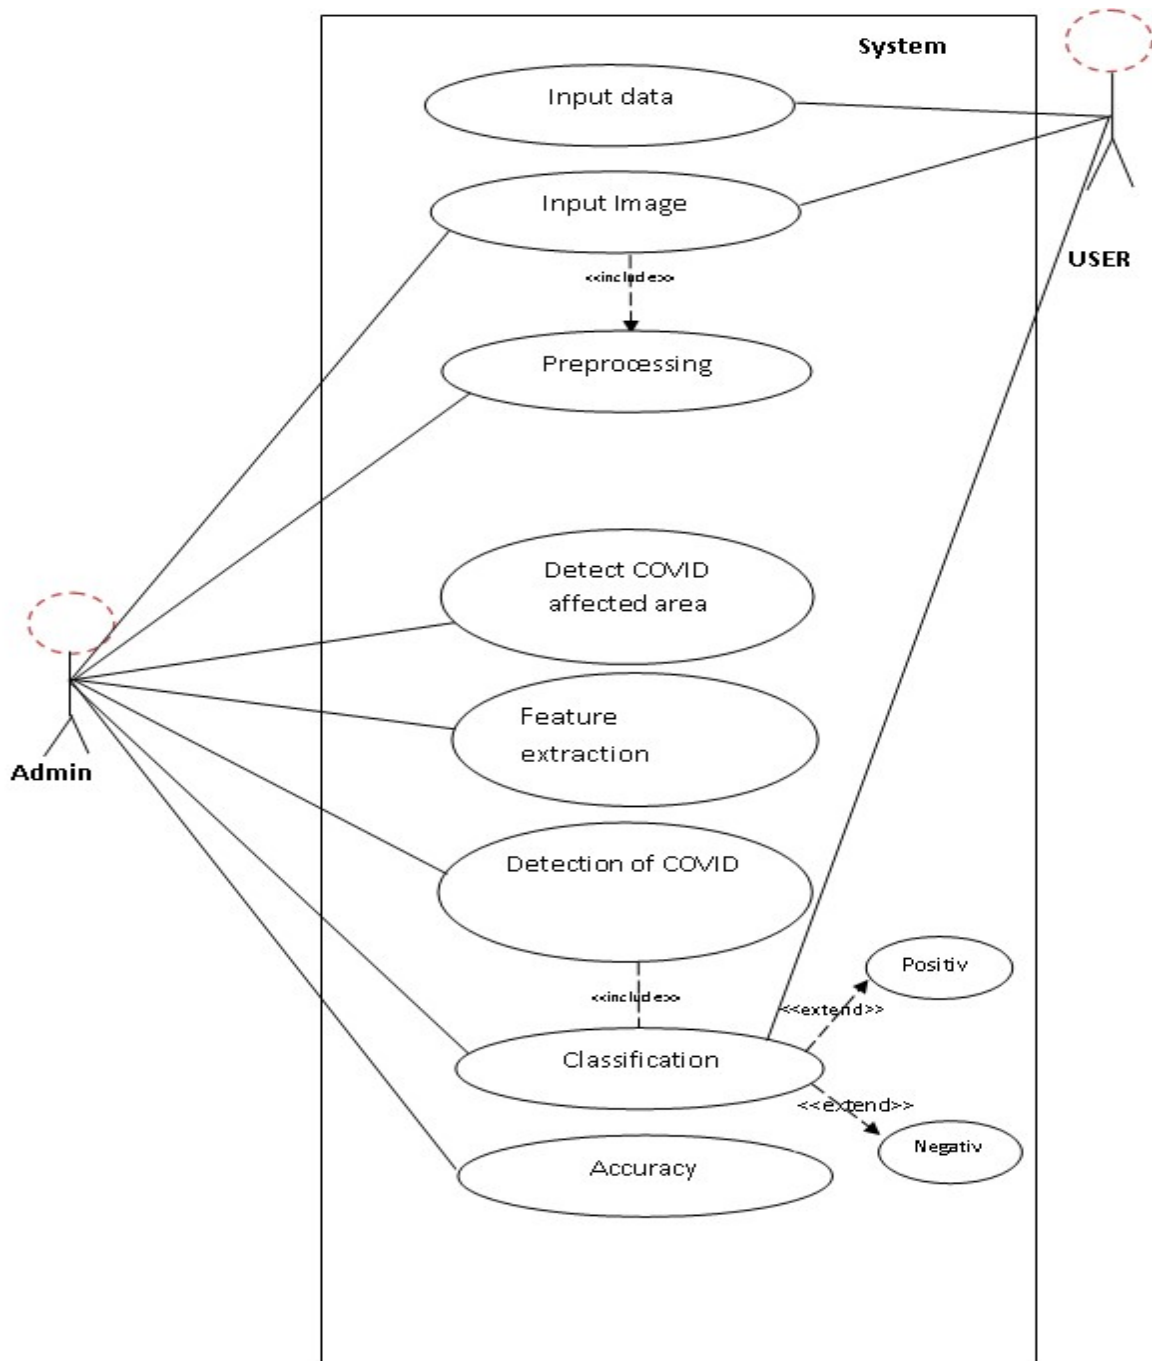 System
Input data
Input Image
USER
<<include>>
Preprocessing
Detect COVID
affected area
Feature
extraction
Admin
Detection of COVID
Positiv
<<include>>
<<extend>>
Classification
<<extend>>
Negativ
Accuracy